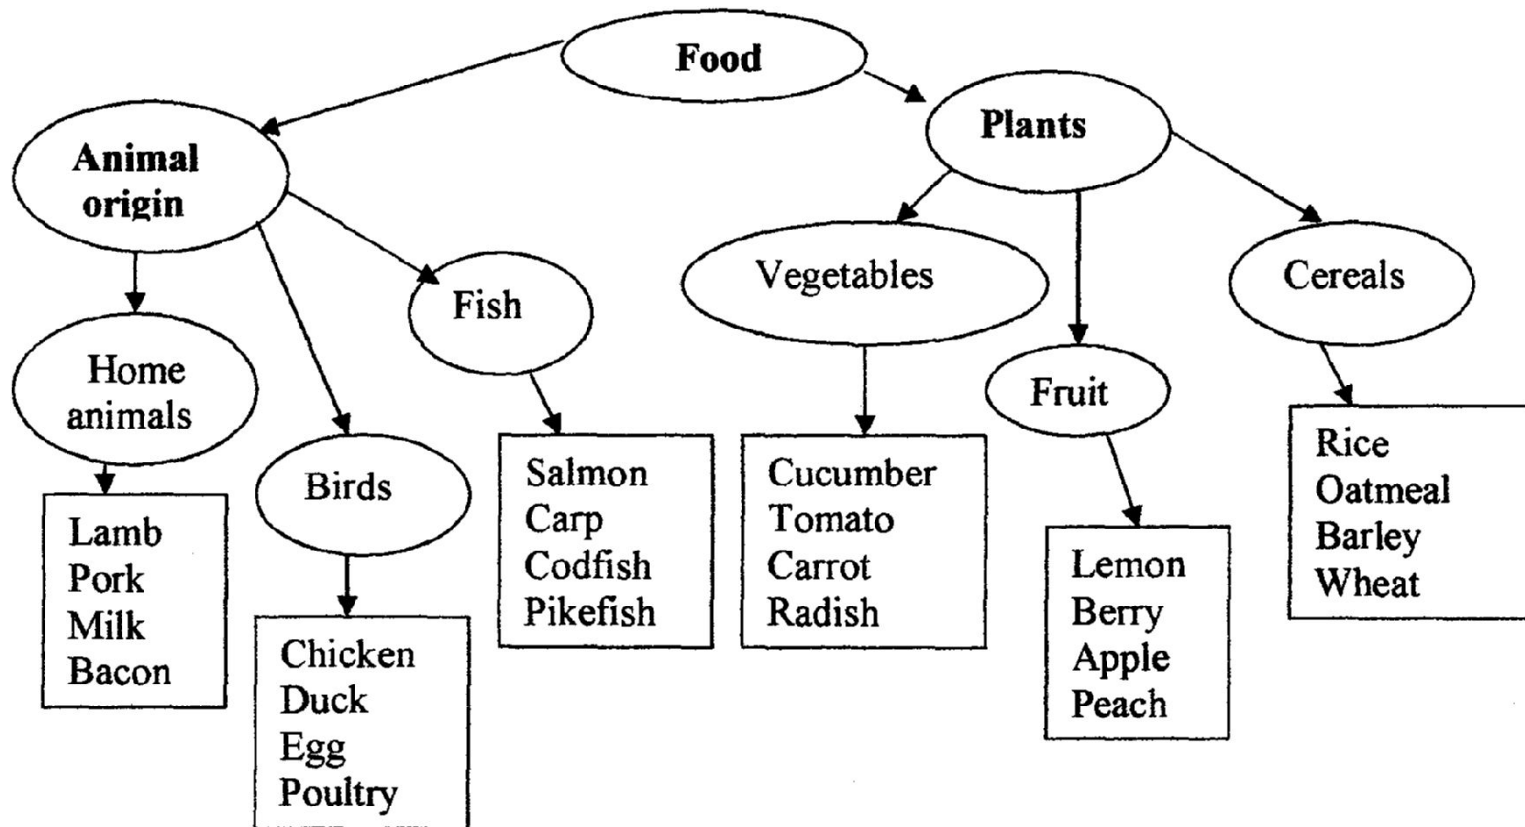 Food
Animal
origin
Plants
Home
animals
Birds
Fish
Vegetables
Fruit
Cereals
Lamb
Pork
Milk
Bacon
Chicken
Duck
Egg
Poultry
Salmon
Carp
Codfish
Pikefish
Cucumber
Tomato
Carrot
Radish
Lemon
Berry
Apple
Peach
Rice
Oatmeal
Barley
Wheat